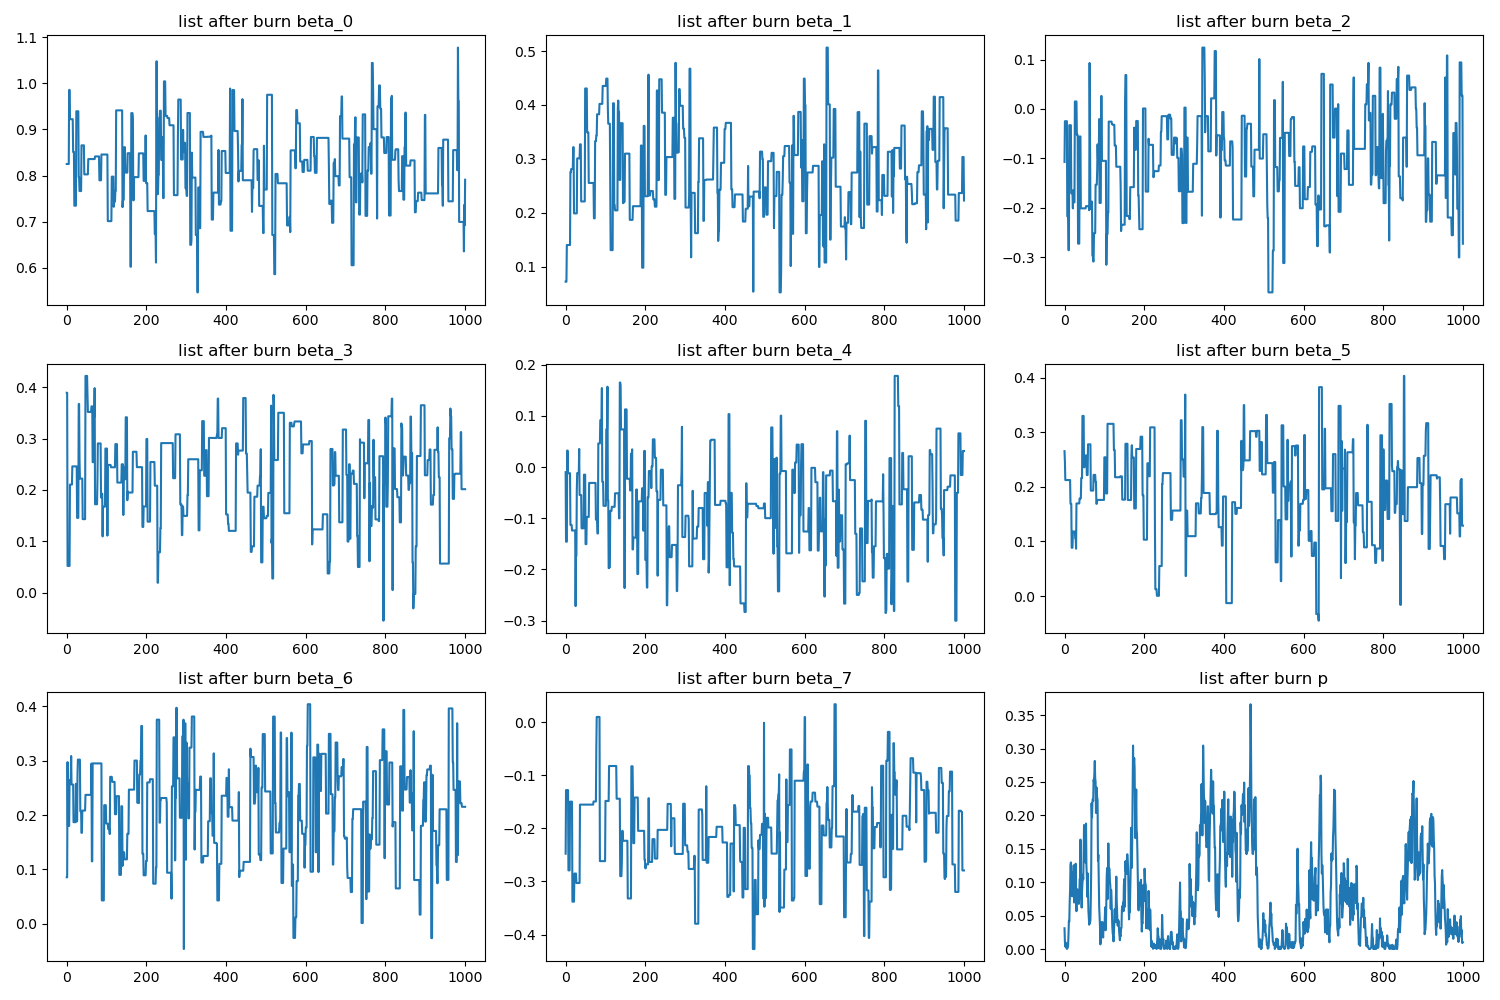 list after burn beta_0
1.1
1.0
0.9
0.8
0.7
0.6
0 200 400 600 800 1000
list after burn beta_1
0.5
0.4
0.3
0.2
0.1
0 200 400 600 800 1000
list after burn beta_2
0.1
0.0
−0.1
−0.2
−0.3
0 200 400 600 800 1000
list after burn beta_3
0.4
0.3
0.2
0.1
0.0
0 200 400 600 800 1000
list after burn beta_4
0.2
0.1
0.0
−0.1
−0.2
−0.3
0 200 400 600 800 1000
list after burn beta_5
0.4
0.3
0.2
0.1
0.0
0 200 400 600 800 1000
list after burn beta_6
0.4
0.3
0.2
0.1
0.0
0 200 400 600 800 1000
list after burn beta_7
0.0
−0.1
−0.2
−0.3
−0.4
0 200 400 600 800 1000
list after burn p
0.35
0.30
0.25
0.20
0.15
0.10
0.05
0.00
0 200 400 600 800 1000